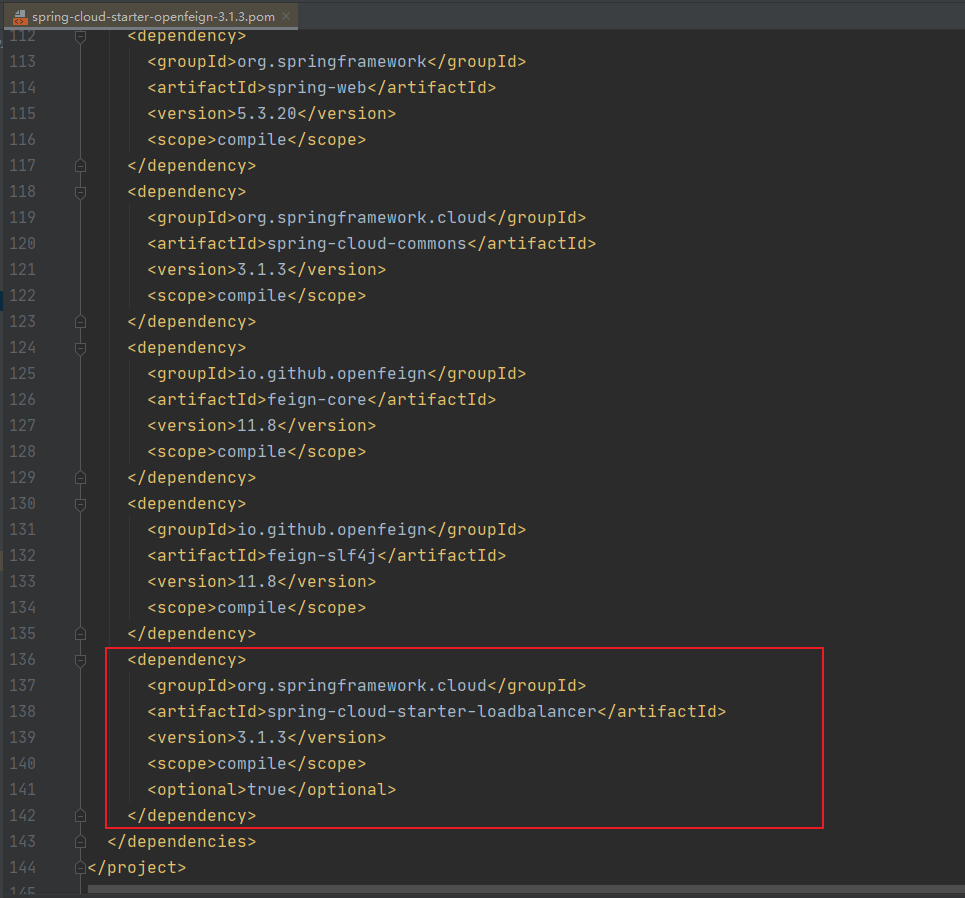 spring-cloud-starter-openfeign-3.1.3.pom
112 <dependency>
113 <groupId>org.springframework</groupId>
114 <artifactId>spring-web</artifactId>
115 <version>5.3.20</version>
116 <scope>compile</scope>
117 </dependency>
118 <dependency>
119 <groupId>org.springframework.cloud</groupId>
120 <artifactId>spring-cloud-commons</artifactId>
121 <version>3.1.3</version>
122 <scope>compile</scope>
123 </dependency>
124 <dependency>
125 <groupId>io.github.openfeign</groupId>
126 <artifactId>feign-core</artifactId>
127 <version>11.8</version>
128 <scope>compile</scope>
129 </dependency>
130 <dependency>
131 <groupId>io.github.openfeign</groupId>
132 <artifactId>feign-slf4j</artifactId>
133 <version>11.8</version>
134 <scope>compile</scope>
135 </dependency>
136 <dependency>
137 <groupId>org.springframework.cloud</groupId>
138 <artifactId>spring-cloud-starter-loadbalancer</artifactId>
139 <version>3.1.3</version>
140 <scope>compile</scope>
141 <optional>true</optional>
142 </dependency>
143 </dependencies>
144 </project>
145